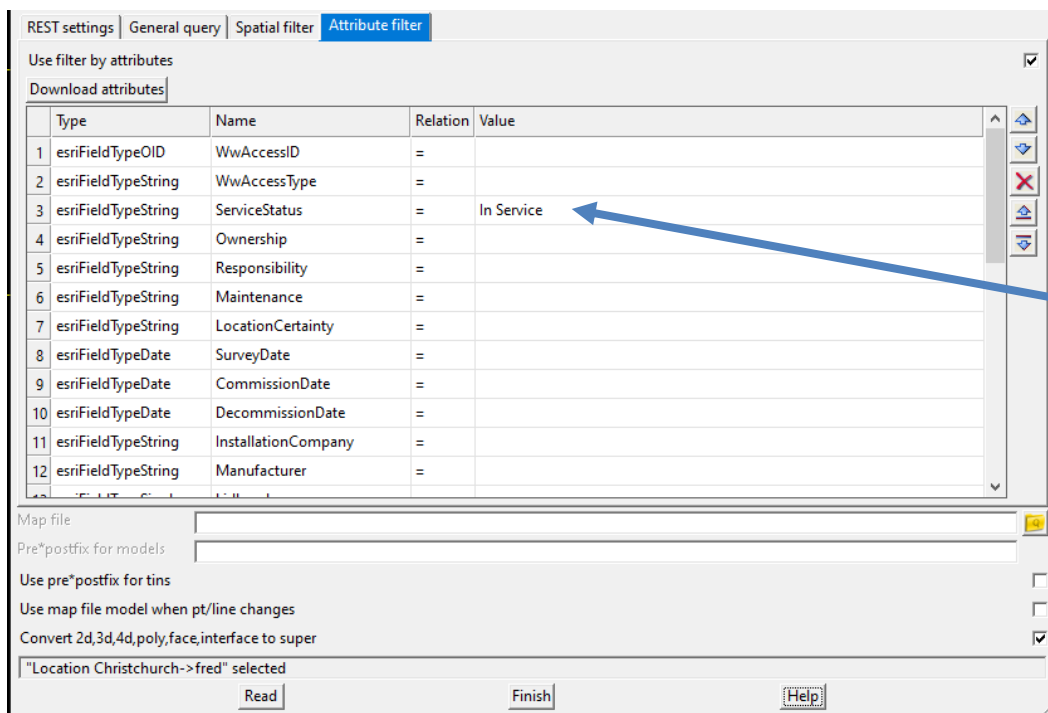 REST settings General query Spatial filter Attribute filter
Use filter by attributes
Download attributes
Type Name Relation Value
1 esriFieldTypeOID WwAccessID =
2 esriFieldTypeString WwAccessType =
3 esriFieldTypeString ServiceStatus = In Service
4 esriFieldTypeString Ownership =
5 esriFieldTypeString Responsibility =
6 esriFieldTypeString Maintenance =
7 esriFieldTypeString LocationCertainty =
8 esriFieldTypeDate SurveyDate =
9 esriFieldTypeDate CommissionDate =
10 esriFieldTypeDate DecommissionDate =
11 esriFieldTypeString InstallationCompany =
12 esriFieldTypeString Manufacturer =
Map file
Pre*postfix for models
Use pre*postfix for tins
Use map file model when pt/line changes
Convert 2d,3d,4d,poly,face,interface to super
"Location Christchurch->fred" selected
Read Finish Help